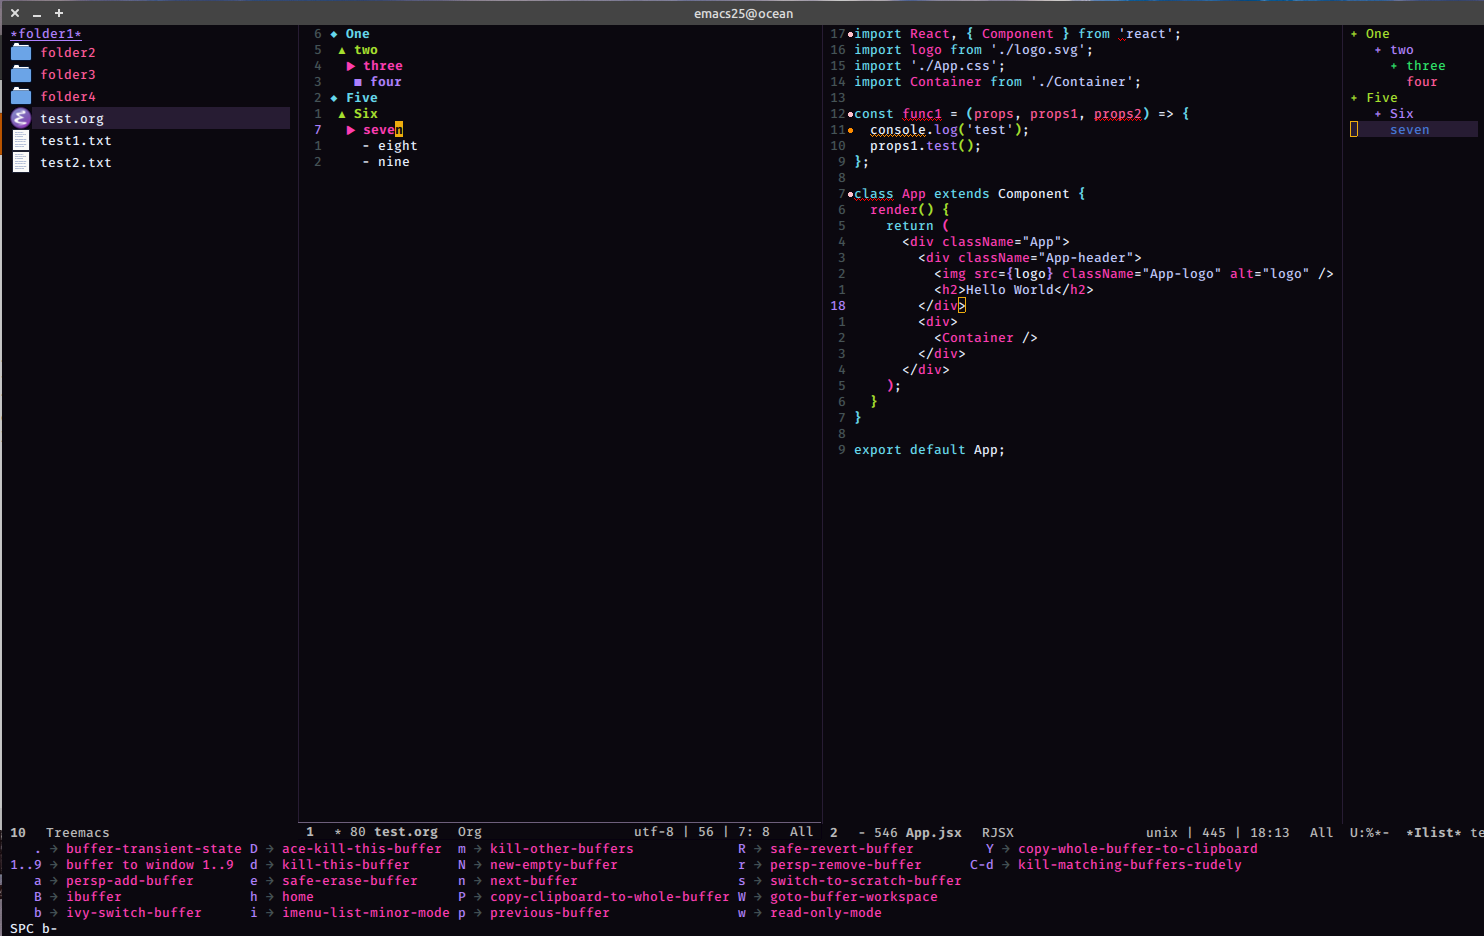 emacs25@ocean
*folder1*
folder2
folder3
folder4
test.org
test1.txt
test2.txt
6 ◆ One
5 ▲ two
4 ▶ three
3 ■ four
2 ◆ Five
1 ▲ Six
7 ▶ seven
1 - eight
2 - nine
17 import React, { Component } from 'react';
16 import logo from './logo.svg';
15 import './App.css';
14 import Container from './Container';
13
12 const func1 = (props, props1, props2) => {
11 console.log('test');
10 props1.test();
9 };
8
7 class App extends Component {
6 render() {
5 return (
4 <div className="App">
3 <div className="App-header">
2 <img src={logo} className="App-logo" alt="logo" />
1 <h2>Hello World</h2>
18 </div>
1 <div>
2 <Container />
3 </div>
4 </div>
5 );
6 }
7 }
8
9 export default App;
+ One
+ two
+ three
four
+ Five
+ Six
seven
10 Treemacs
1 * 80 test.org Org utf-8 | 56 | 7: 8 All
2 - 546 App.jsx RJSX unix | 445 | 18:13 All
U:%*- *Ilist* te
. → buffer-transient-state D → ace-kill-this-buffer m → kill-other-buffers R → safe-revert-buffer Y → copy-whole-buffer-to-clipboard
1..9 → buffer to window 1..9 d → kill-this-buffer N → new-empty-buffer r → persp-remove-buffer C-d → kill-matching-buffers-rudely
a → persp-add-buffer e → safe-erase-buffer n → next-buffer s → switch-to-scratch-buffer
B → ibuffer h → home P → copy-clipboard-to-whole-buffer W → goto-buffer-workspace
b → ivy-switch-buffer i → imenu-list-minor-mode p → previous-buffer w → read-only-mode
SPC b-